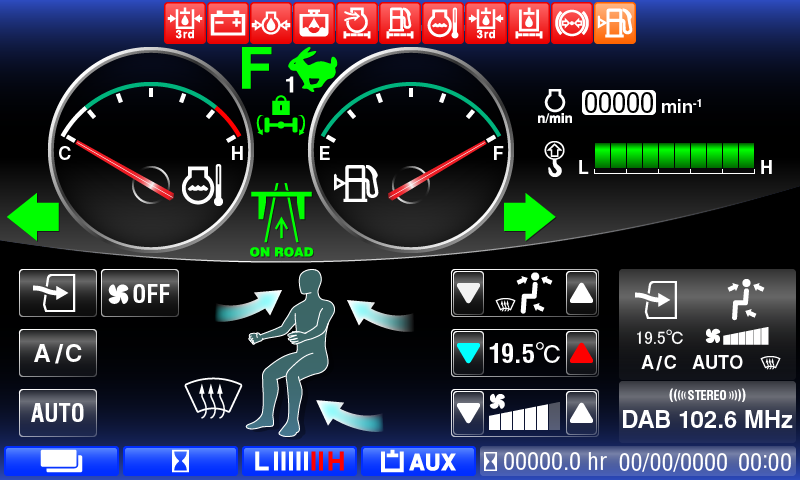 3rd
3rd
F
1
C
H
E
F
n/min
00000 min-1
L
H
ON ROAD
OFF
A/C
AUTO
19.5°C
19.5°C
A/C AUTO
STEREO
DAB 102.6 MHz
L H
AUX
00000.0 hr 00/00/0000 00:00